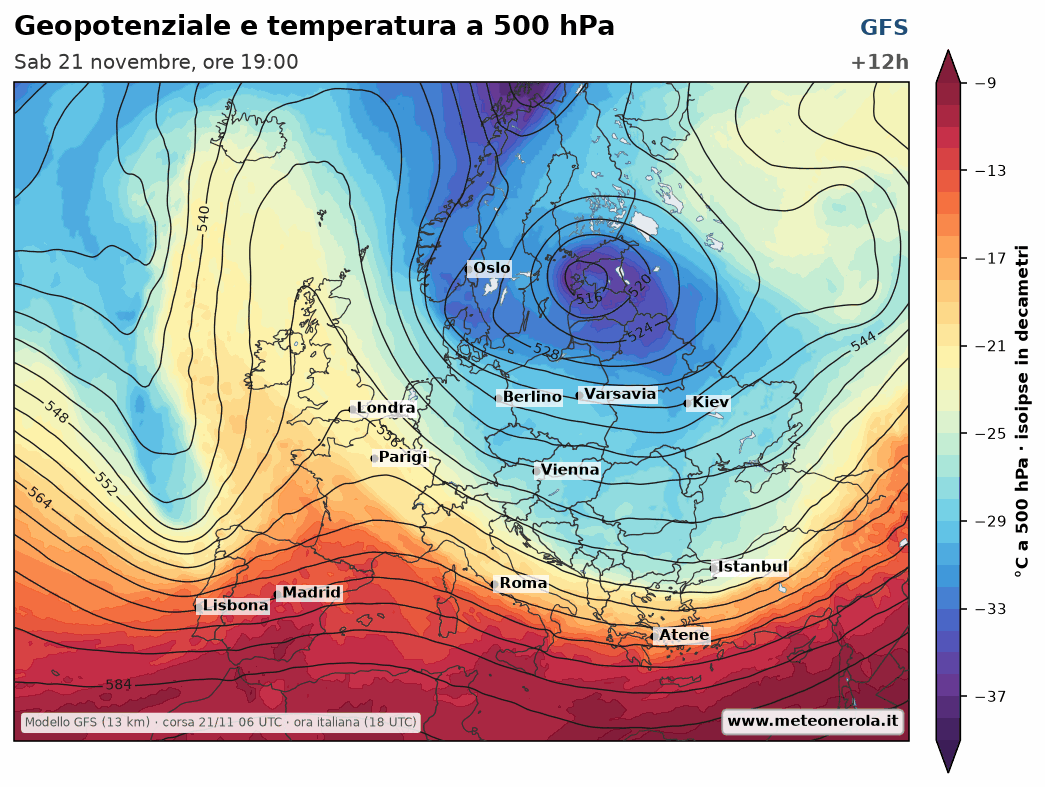 Geopotenziale e temperatura a 500 hPa
GFS
Sab 21 novembre, ore 19:00
+12h
−9
−13
−17
−21
−25
−29
−33
−37
°C a 500 hPa · isoipse in decametri
540
Oslo
516
520
524
528
544
548
Berlino
Varsavia
Kiev
Londra
556
Parigi
Vienna
552
564
Istanbul
Roma
Madrid
Lisbona
Atene
584
Modello GFS (13 km) · corsa 21/11 06 UTC · ora italiana (18 UTC)
www.meteonerola.it